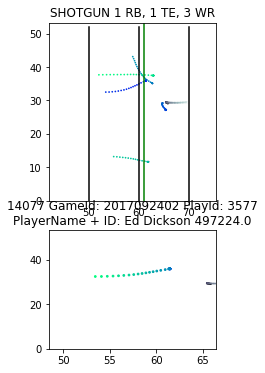 SHOTGUN 1 RB, 1 TE, 3 WR
50
40
30
20
10
0
50 60 70
14077 GameId: 2017092402 PlayId: 3577
PlayerName + ID: Ed Dickson 497224.0
40
20
0
50 55 60 65